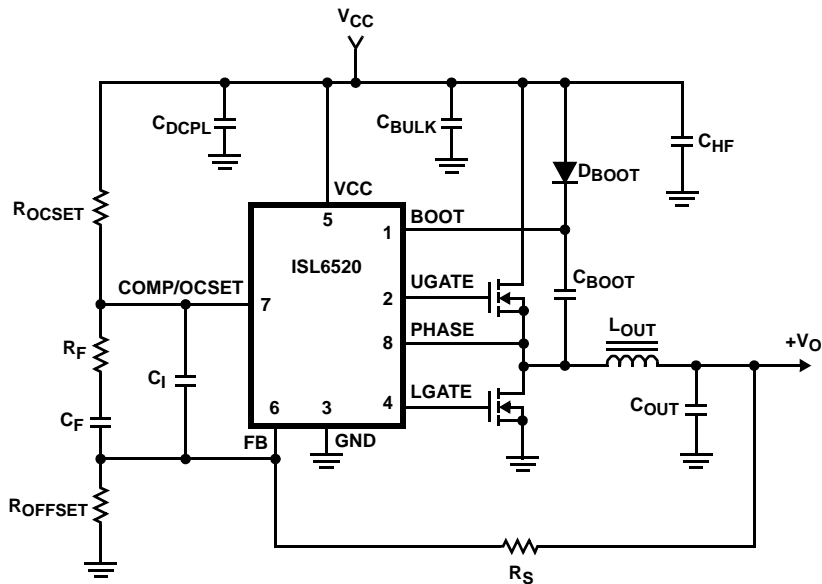 VCC
CDCPL
CBULK
CHF
DBOOT
ROCSET
VCC
5
1
BOOT
ISL6520
CBOOT
COMP/OCSET
7
2
UGATE
8
PHASE
LOUT
+VO
RF
CI
CF
6
3
4
LGATE
COUT
FB
GND
ROFFSET
RS